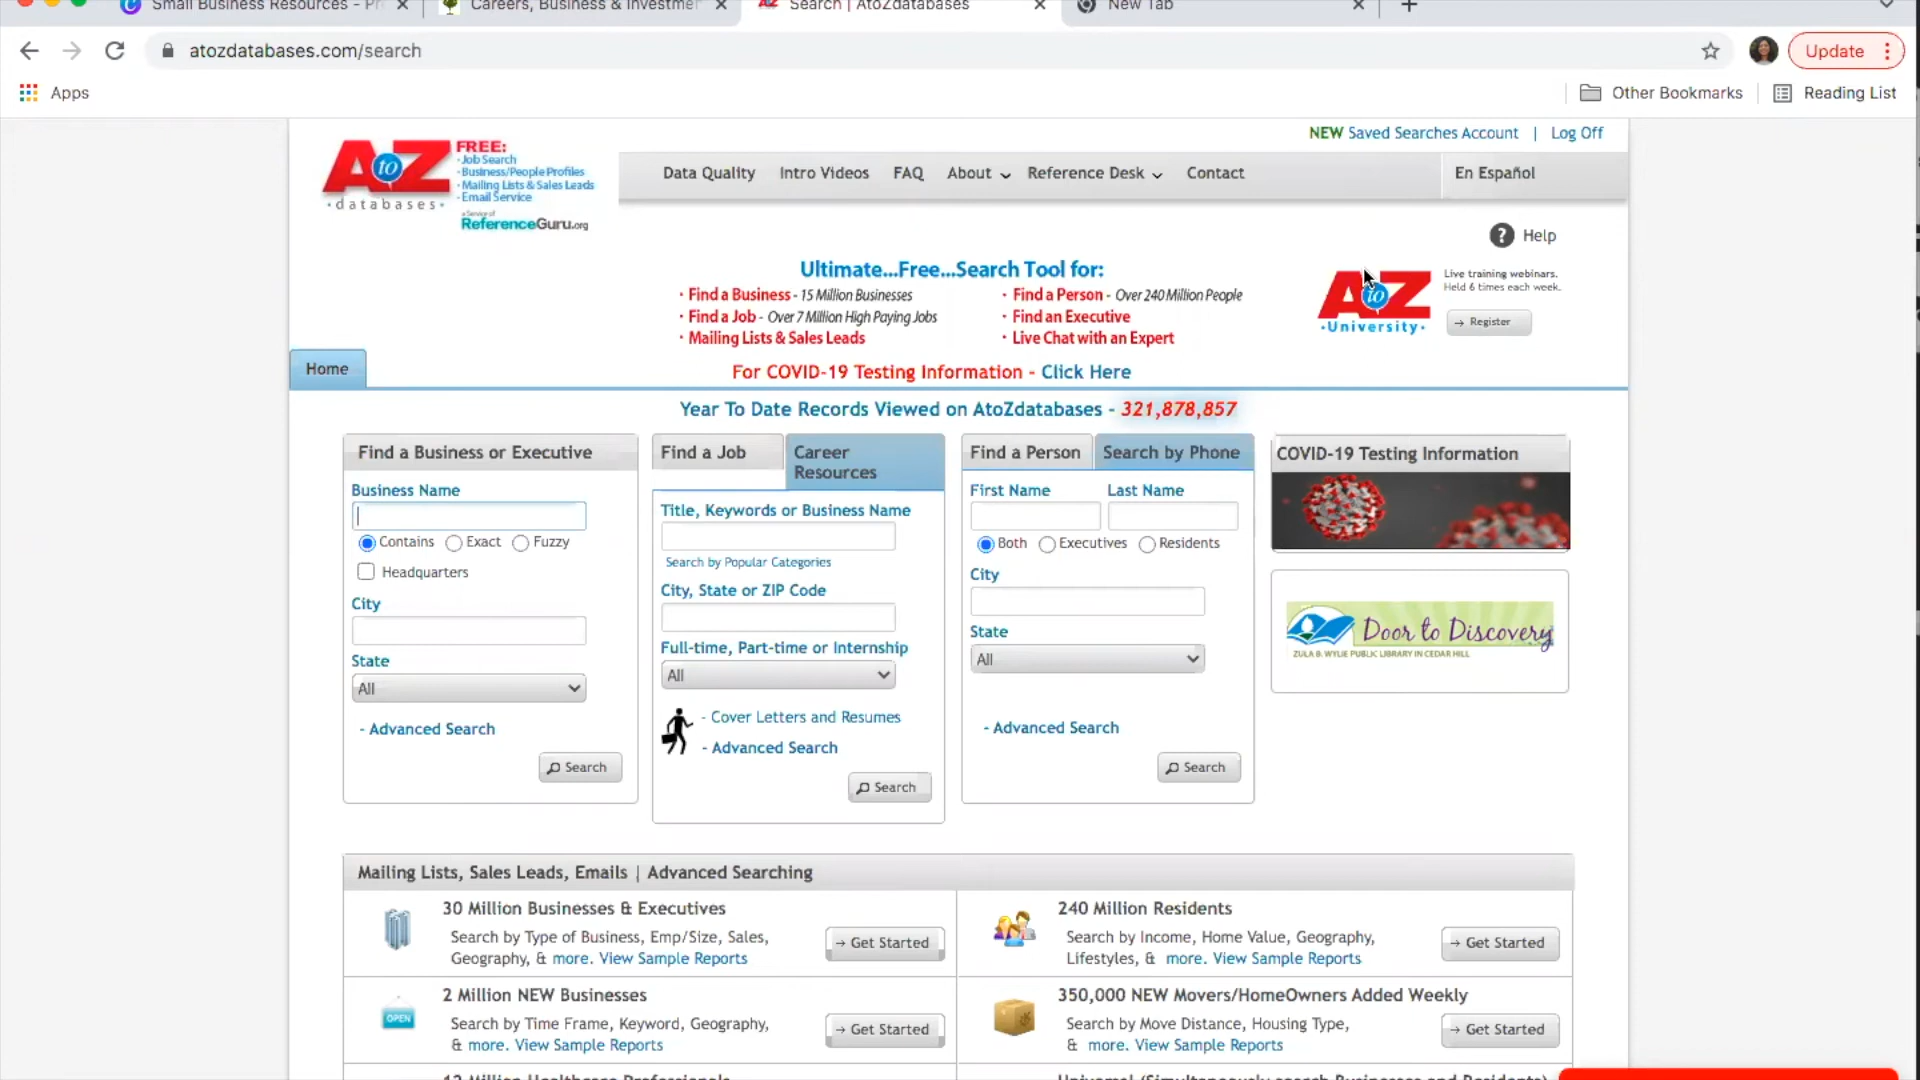 Small Business Resources - Pr
Careers, Business & Investmen
Search | AtoZdatabases
New Tab
atozdatabases.com/search
Update
Apps
Other Bookmarks
Reading List
NEW Saved Searches Account | Log Off
AtoZ
databases
FREE:
- Job Search
- Business/People Profiles
- Mailing Lists & Sales Leads
- Email Service
a Service of
ReferenceGuru.org
Data Quality
Intro Videos
FAQ
About
Reference Desk
Contact
En Español
? Help
Ultimate...Free...Search Tool for:
· Find a Business - 15 Million Businesses
· Find a Person - Over 240 Million People
· Find a Job - Over 7 Million High Paying Jobs
· Find an Executive
· Mailing Lists & Sales Leads
· Live Chat with an Expert
AtoZ
·University·
Live training webinars.
Held 6 times each week.
→ Register
Home
For COVID-19 Testing Information - Click Here
Year To Date Records Viewed on AtoZdatabases - 321,878,857
Find a Business or Executive
Business Name
Contains
Exact
Fuzzy
Headquarters
City
State
All
- Advanced Search
Search
Find a Job
Career
Resources
Title, Keywords or Business Name
Search by Popular Categories
City, State or ZIP Code
Full-time, Part-time or Internship
All
- Cover Letters and Resumes
- Advanced Search
Search
Find a Person
Search by Phone
First Name
Last Name
Both
Executives
Residents
City
State
All
- Advanced Search
Search
COVID-19 Testing Information
Door to Discovery
ZULA B. WYLIE PUBLIC LIBRARY IN CEDAR HILL
Mailing Lists, Sales Leads, Emails | Advanced Searching
30 Million Businesses & Executives
Search by Type of Business, Emp/Size, Sales,
Geography, & more. View Sample Reports
→ Get Started
240 Million Residents
Search by Income, Home Value, Geography,
Lifestyles, & more. View Sample Reports
→ Get Started
OPEN
2 Million NEW Businesses
Search by Time Frame, Keyword, Geography,
& more. View Sample Reports
→ Get Started
350,000 NEW Movers/HomeOwners Added Weekly
Search by Move Distance, Housing Type,
& more. View Sample Reports
→ Get Started